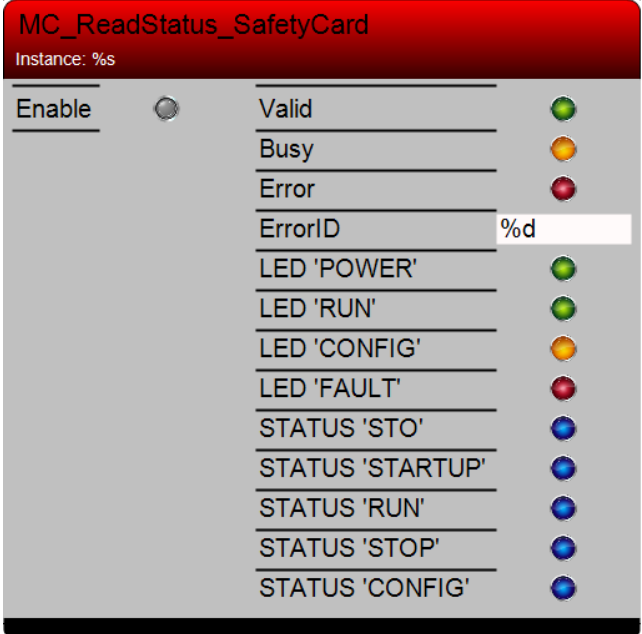 MC_ReadStatus_SafetyCard
Instance: %s
Enable
Valid
Busy
Error
ErrorID %d
LED 'POWER'
LED 'RUN'
LED 'CONFIG'
LED 'FAULT'
STATUS 'STO'
STATUS 'STARTUP'
STATUS 'RUN'
STATUS 'STOP'
STATUS 'CONFIG'